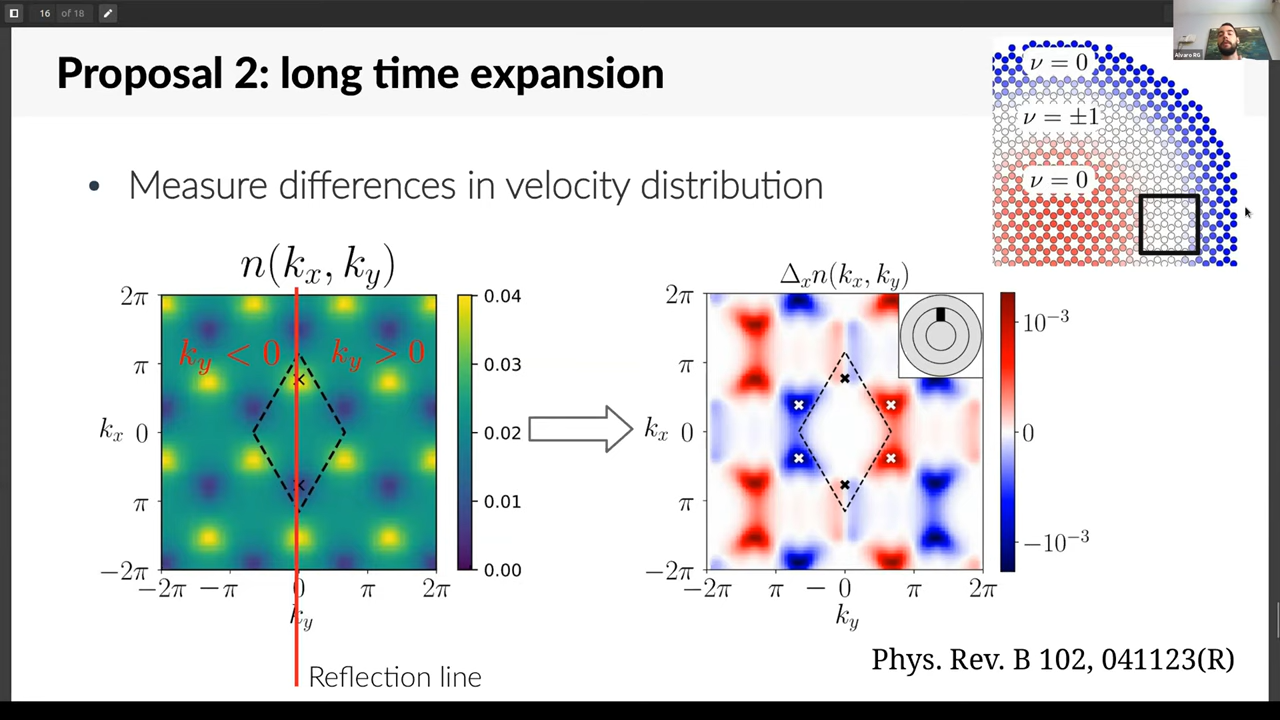 16 of 18
Alvaro RG
Proposal 2: long time expansion
ν = 0
ν = ±1
ν = 0
• Measure differences in velocity distribution
n(kx, ky)
2π
π
kx 0
π
−2π
−2π −π 0 π 2π
ky
ky < 0 ky > 0
0.04
0.03
0.02
0.01
0.00
Reflection line
Δxn(kx, ky)
2π
π
kx 0
π
−2π
−2π π − 0 π 2π
ky
10⁻³
0
−10⁻³
Phys. Rev. B 102, 041123(R)